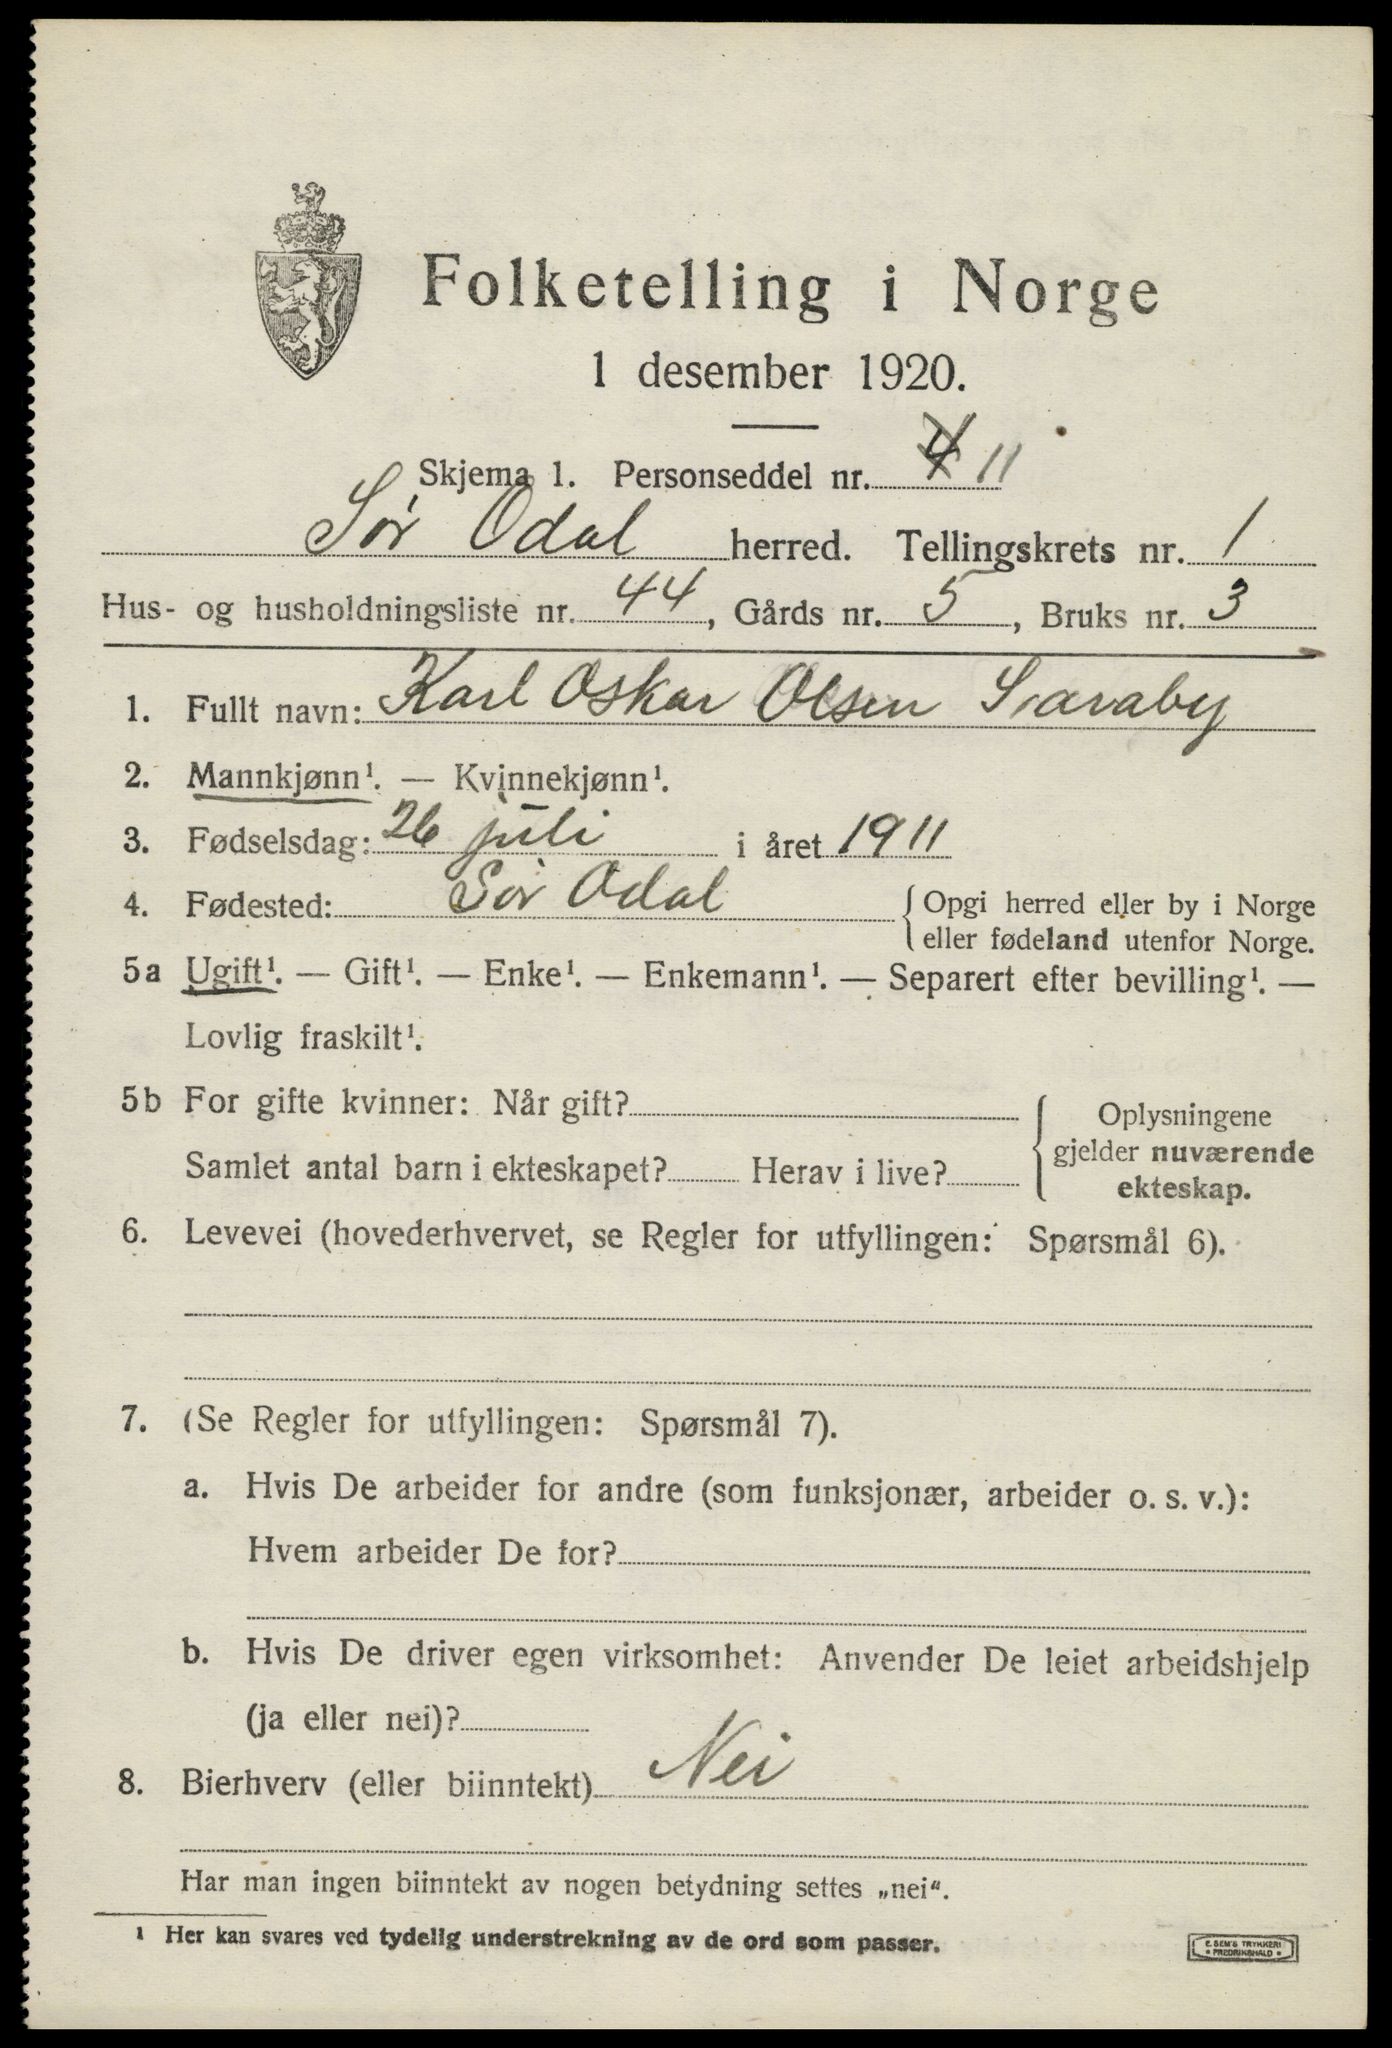 Folketelling i Norge
1 desember 1920.
Skjema 1. Personseddel nr. 4 11
Sør Odal herred. Tellingskrets nr. 1
Hus- og husholdningsliste nr. 44, Gårds nr. 5, Bruks nr. 3
1. Fullt navn: Karl Oskar Olsen
2. Mannkjønn¹. — Kvinnekjønn¹.
3. Fødselsdag: 26 juli i året 1911
4. Fødested: Sør Odal { Opgi herred eller by i Norge
eller fødeland utenfor Norge.
5a Ugift¹. — Gift¹. — Enke¹. — Enkemann¹. — Separert efter bevilling¹. —
Lovlig fraskilt¹.
5b For gifte kvinner: Når gift?
Samlet antal barn i ekteskapet? Herav i live?
{ Oplysningene
gjelder nuværende
ekteskap.
6. Levevei (hovederhvervet, se Regler for utfyllingen: Spørsmål 6).
7. (Se Regler for utfyllingen: Spørsmål 7).
a. Hvis De arbeider for andre (som funksjonær, arbeider o. s. v.):
Hvem arbeider De for?
b. Hvis De driver egen virksomhet: Anvender De leiet arbeidshjelp
(ja eller nei)?
8. Bierhverv (eller biinntekt) Nei
Har man ingen biinntekt av nogen betydning settes „nei“.
¹ Her kan svares ved tydelig understrekning av de ord som passer.
E. SEM'S TRYKKERI
• FREDRIKSHALD •